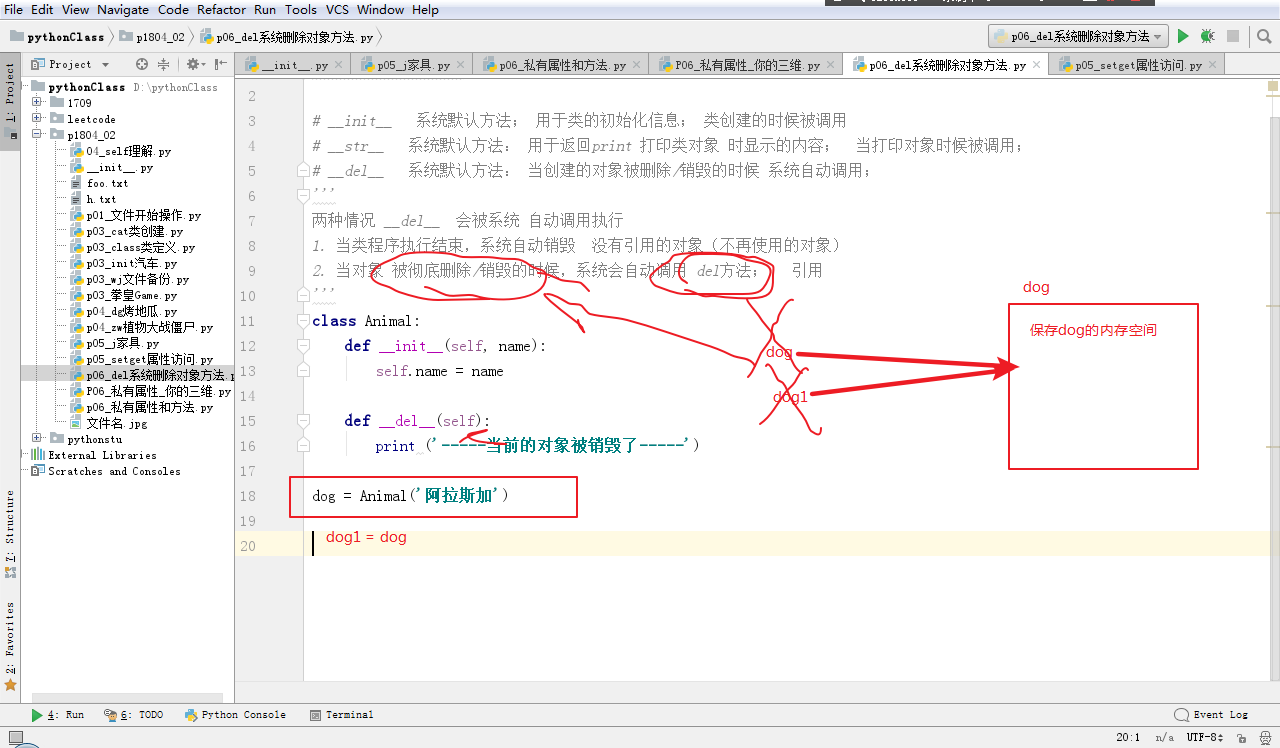 File Edit View Navigate Code Refactor Run Tools VCS Window Help
pythonClass p1804_02 p06_del系统删除对象方法.py
p06_del系统删除对象方法
Project
__init__.py p05_j家具.py p06_私有属性和方法.py P06_私有属性_你的三维.py p06_del系统删除对象方法.py p05_setget属性访问.py
1: Project
7: Structure
2: Favorites
pythonClass D:\pythonClass
1709
leetcode
p1804_02
04_self理解.py
__init__.py
foo.txt
h.txt
p01_文件开始操作.py
p03_cat类创建.py
p03_class类定义.py
p03_init汽车.py
p03_wj文件备份.py
p03_拳皇Game.py
p04_dg烤地瓜.py
p04_zw植物大战僵尸.py
p05_j家具.py
p05_setget属性访问.py
p06_del系统删除对象方法.p
P06_私有属性_你的三维.py
p06_私有属性和方法.py
文件名.jpg
pythonstu
External Libraries
Scratches and Consoles
2
3 # __init__ 系统默认方法; 用于类的初始化信息; 类创建的时候被调用
4 # __str__ 系统默认方法: 用于返回print 打印类对象 时显示的内容; 当打印对象时候被调用;
5 # __del__ 系统默认方法: 当创建的对象被删除/销毁的时候 系统自动调用;
6 '''
7 两种情况 __del__ 会被系统 自动调用执行
8 1. 当类程序执行结束,系统自动销毁 没有引用的对象(不再使用的对象)
9 2. 当对象 被彻底删除/销毁的时候,系统会自动调用 del方法; 引用
10 '''
11 class Animal:
12 def __init__(self, name):
13 self.name = name
14
15 def __del__(self):
16 print ('-----当前的对象被销毁了-----')
17
18 dog = Animal('阿拉斯加')
19
20 dog1 = dog
dog
保存dog的内存空间
dog
dog1
4: Run 6: TODO Python Console Terminal Event Log
20:1 n/a UTF-8